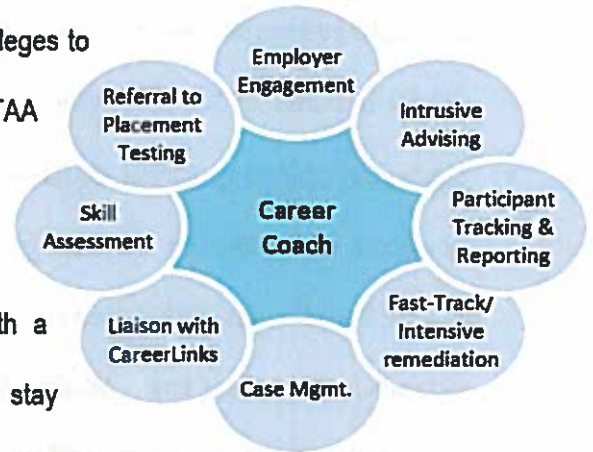 leges to
TAA
th a
stay
Employer
Engagement
Intrusive
Advising
Participant
Tracking &
Reporting
Fast-Track/
Intensive
remediation
Case Mgmt.
Liaison with
CareerLinks
Skill
Assessment
Referral to
Placement
Testing
Career
Coach